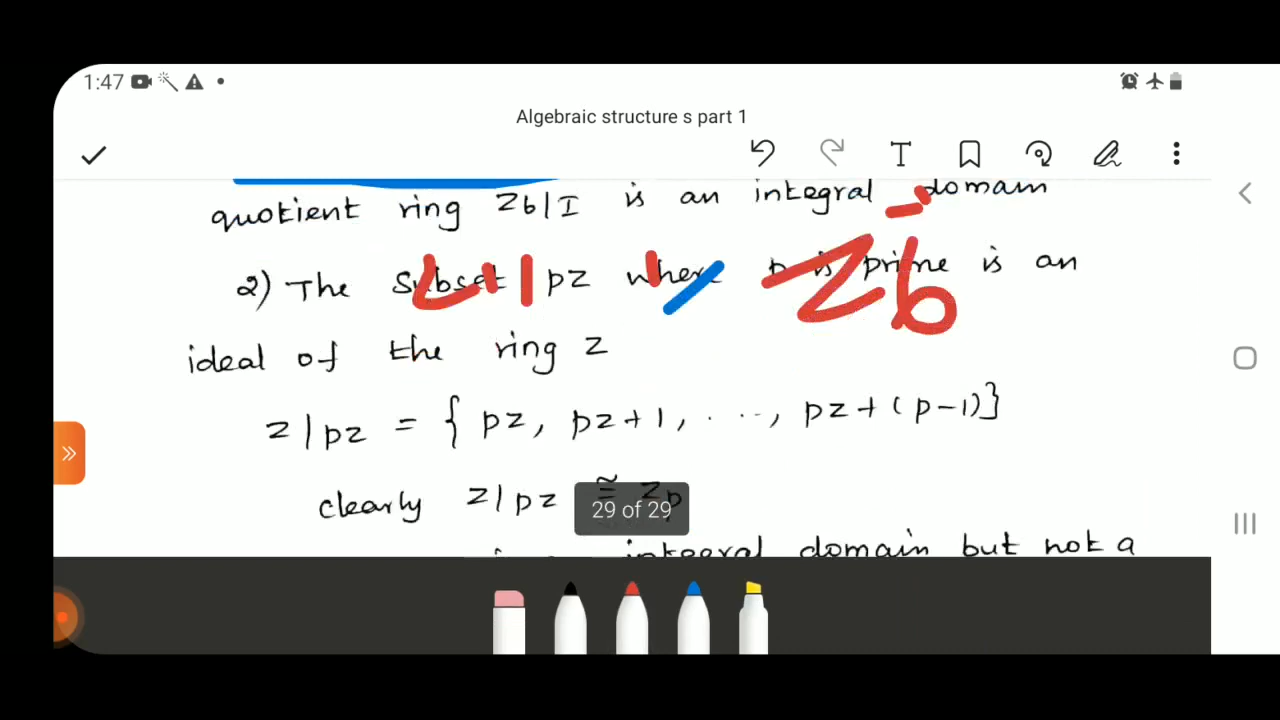 1:47
Algebraic structure s part 1
T
quotient ring Z6|I is an integral domain
2) The subset pz where p is prime is an
Z6
ideal of the ring z
z|pz = { pz, pz+1, ..., pz+(p-1)}
clearly z|pz ≅ zp
29 of 29
integral domain but not a